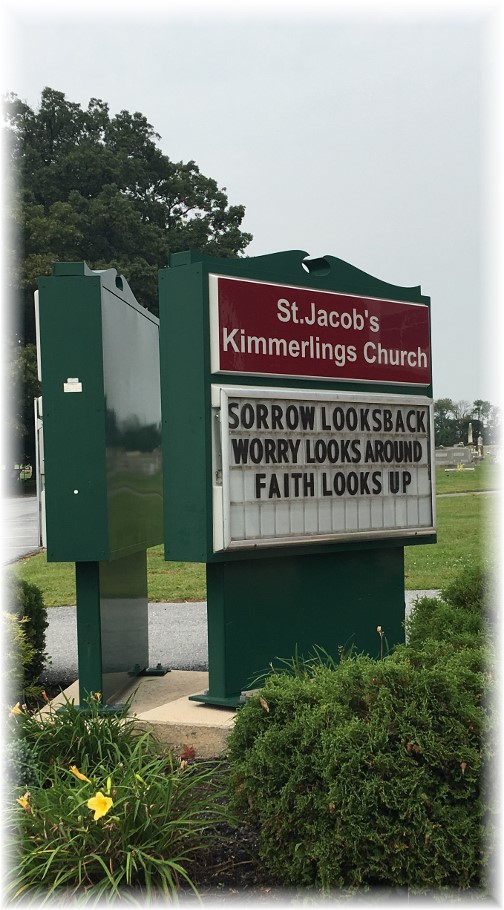 St.Jacob's
Kimmerlings Church
SORROW LOOKSBACK
WORRY LOOKS AROUND
FAITH LOOKS UP